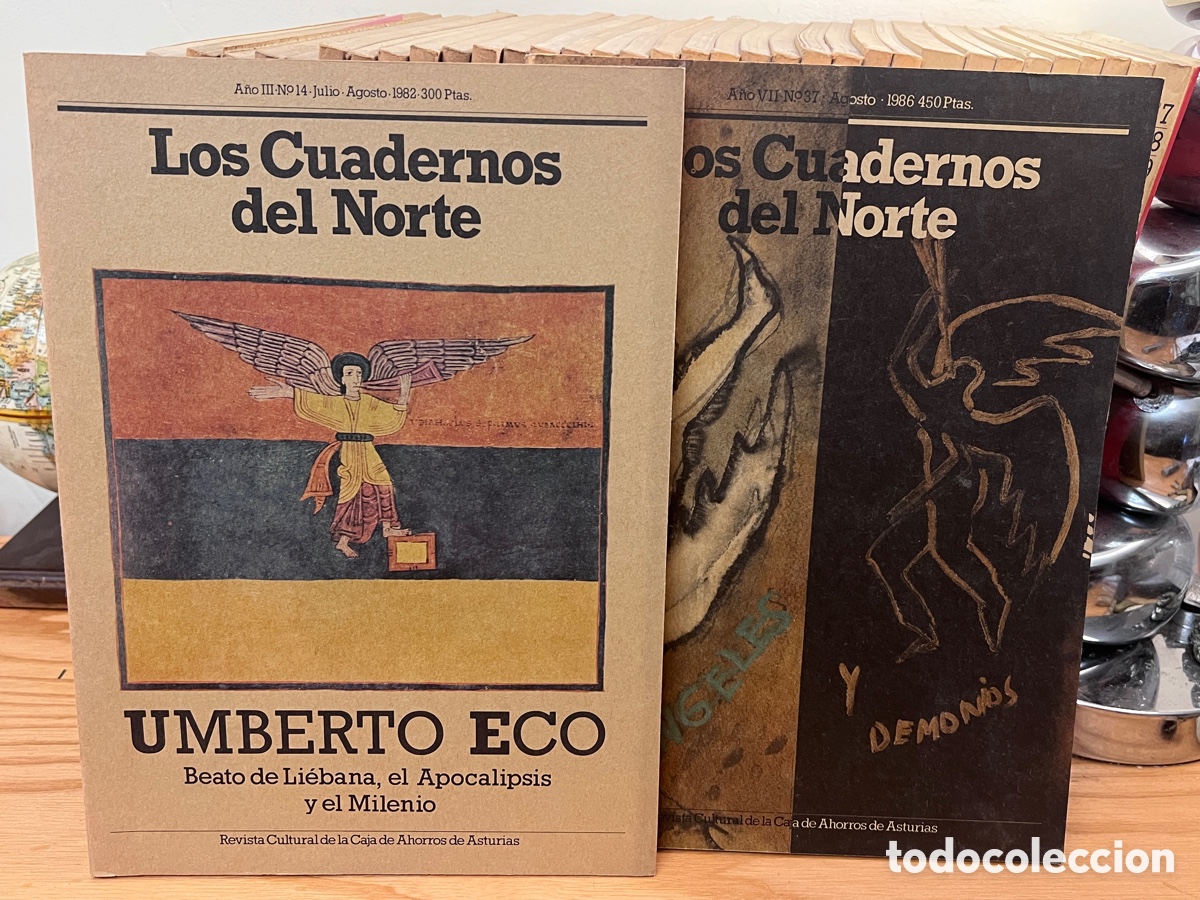 Año III·Nº14·Julio·Agosto·1982·300 Ptas.
Los Cuadernos
del Norte
UMBERTO ECO
Beato de Liébana, el Apocalipsis
y el Milenio
Revista Cultural de la Caja de Ahorros de Asturias
Año VII·Nº37·Agosto·1986 450 Ptas.
os Cuadernos
del Norte
NGELES
Y
DEMONIOS
vista Cultural de la Caja de Ahorros de Asturias
todocoleccion